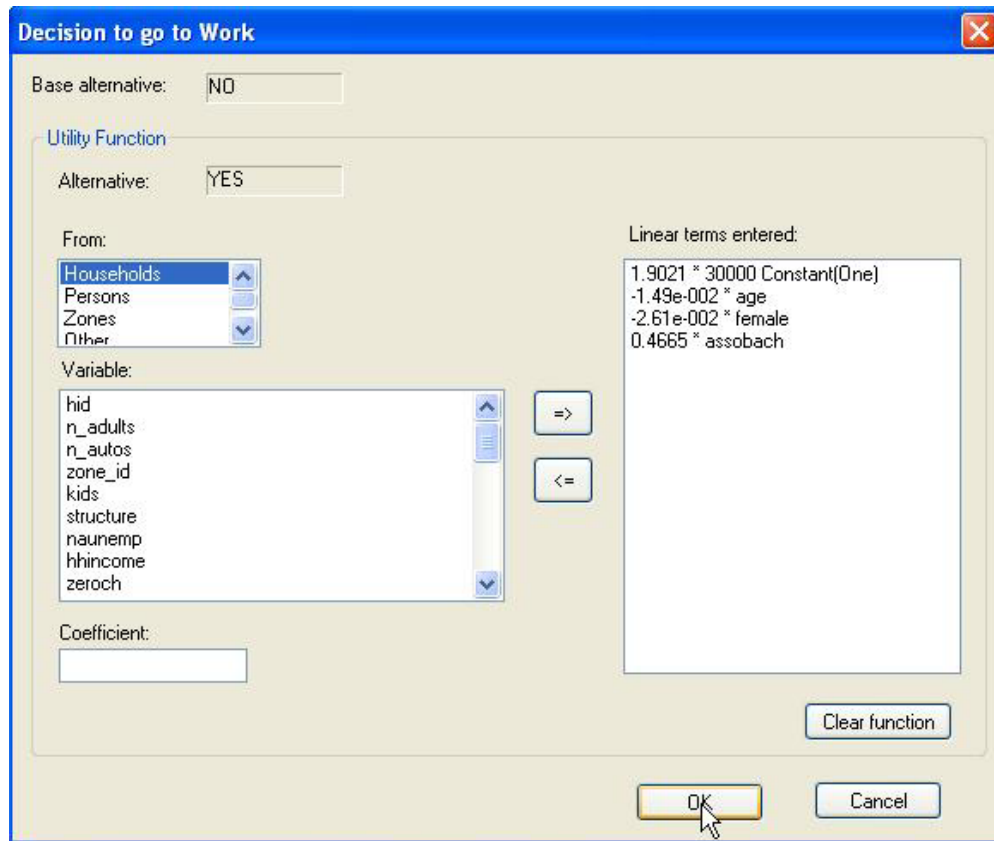 Decision to go to Work
Base alternative: NO
Utility Function
Alternative: YES
From:
Households
Persons
Zones
Other
Variable:
hid
n_adults
n_autos
zone_id
kids
structure
naunemp
hhincome
zeroch
=>
<=
Coefficient:
Linear terms entered:
1.9021 * 30000 Constant(One)
-1.49e-002 * age
-2.61e-002 * female
0.4665 * assobach
Clear function
OK
Cancel